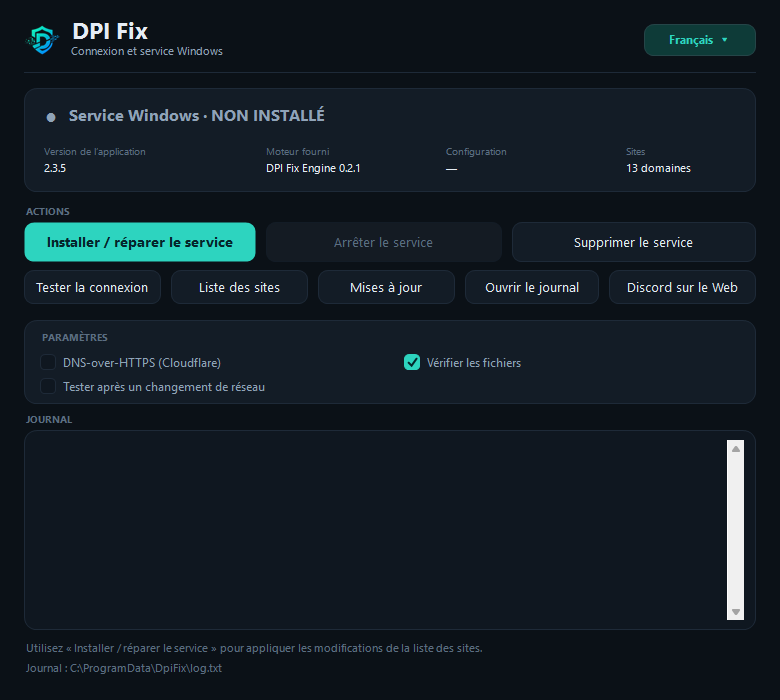 DPI Fix
Connexion et service Windows
Français
Service Windows · NON INSTALLÉ
Version de l'application
Moteur fourni
Configuration
Sites
2.3.5
DPI Fix Engine 0.2.1
—
13 domaines
ACTIONS
Installer / réparer le service
Arrêter le service
Supprimer le service
Tester la connexion
Liste des sites
Mises à jour
Ouvrir le journal
Discord sur le Web
PARAMÈTRES
DNS-over-HTTPS (Cloudflare)
Vérifier les fichiers
Tester après un changement de réseau
JOURNAL
Utilisez « Installer / réparer le service » pour appliquer les modifications de la liste des sites.
Journal : C:\ProgramData\DpiFix\log.txt